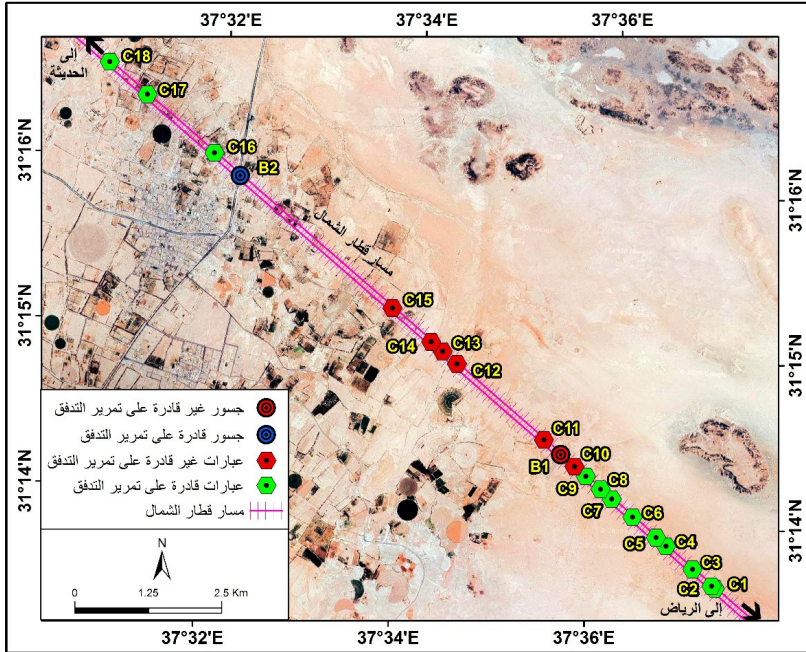 37°32'E
37°34'E
37°36'E
إلى
الحديثة
C18
C17
C16
B2
31°16'N
31°16'N
مسار قطار الشمال
C15
31°15'N
C14
C13
C12
31°15'N
C11
B1
C10
C9
C8
C7
C6
C5
C4
C3
C2
C1
31°14'N
31°14'N
جسور غير قادرة على تمرير التدفق
جسور قادرة على تمرير التدفق
عبارات غير قادرة على تمرير التدفق
عبارات قادرة على تمرير التدفق
مسار قطار الشمال
N
0 1.25 2.5 Km
إلى الرياض
37°32'E
37°34'E
37°36'E